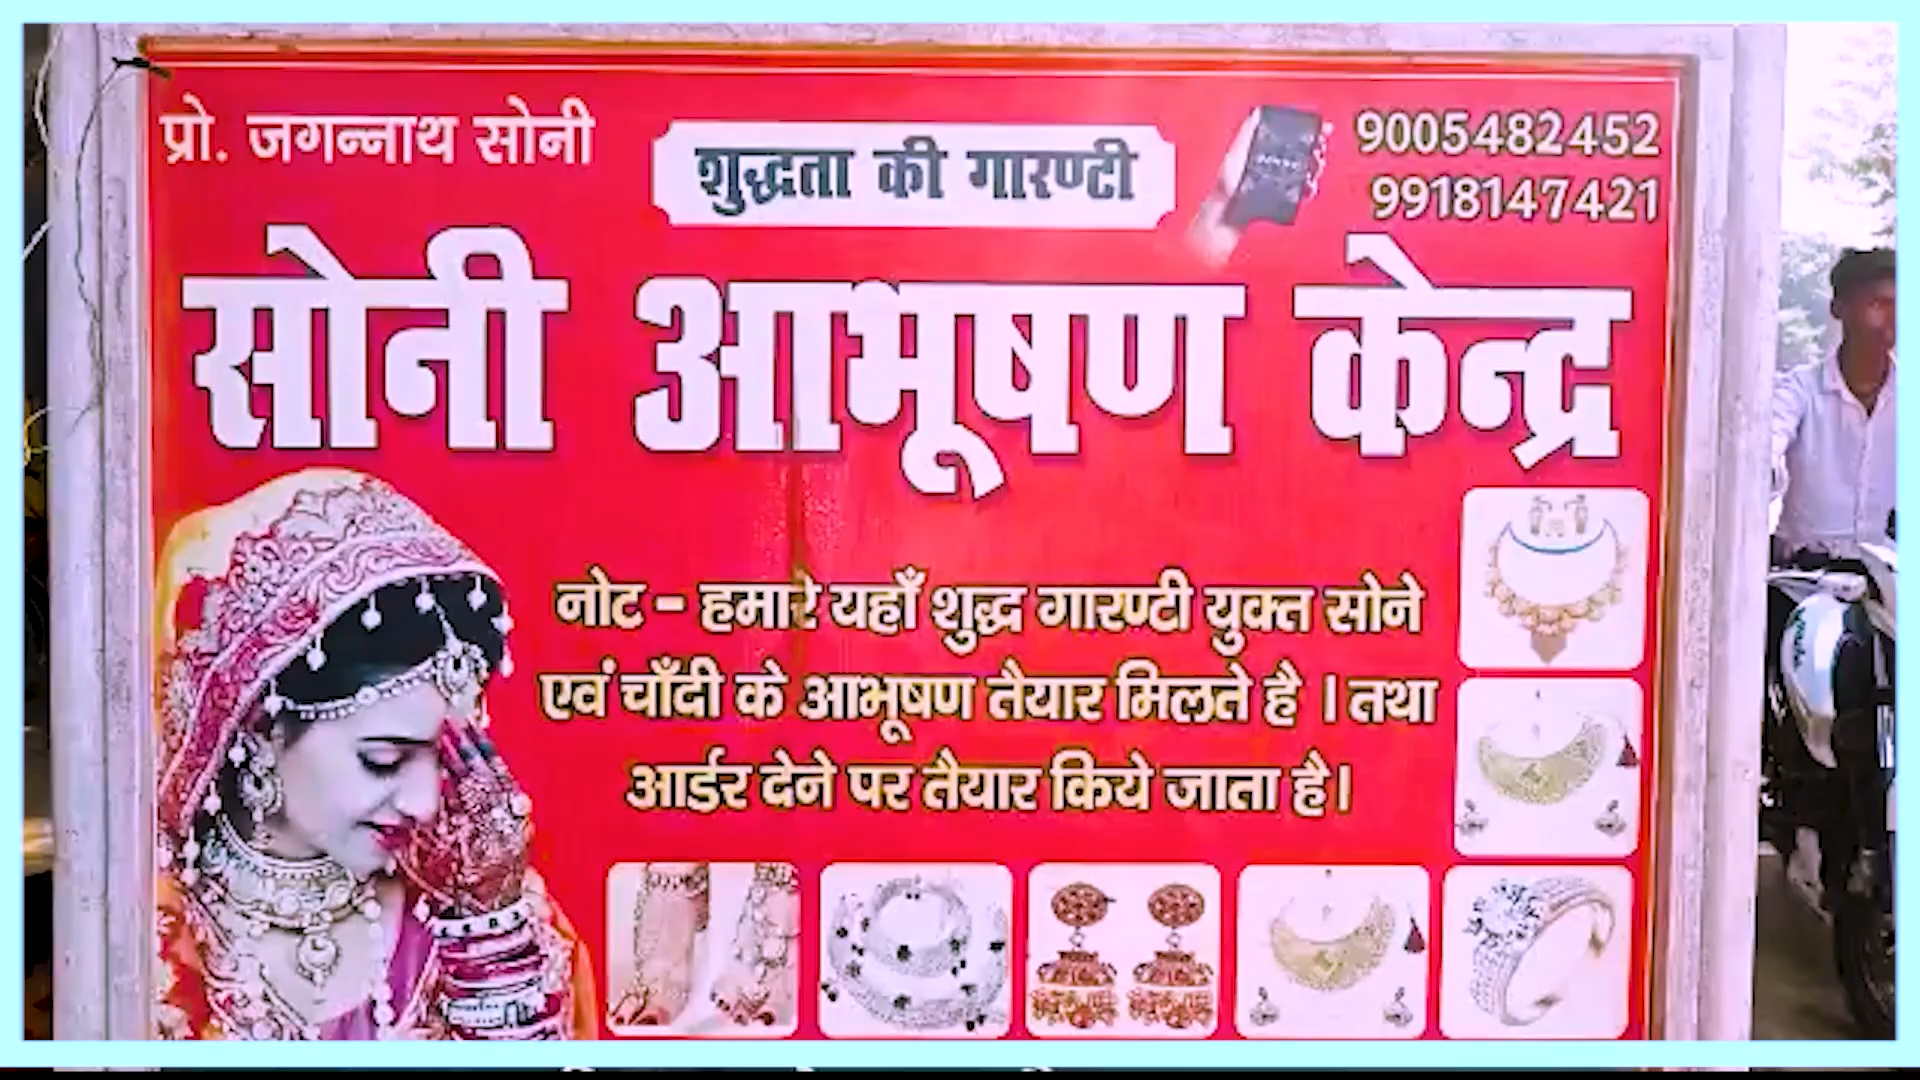 प्रो. जगन्नाथ सोनी
शुद्धता की गारण्टी
9005482452
9918147421
सोनी आभूषण केन्द्र
नोट - हमारे यहाँ शुद्ध गारण्टी युक्त सोने
एवं चाँदी के आभूषण तैयार मिलते है । तथा
आर्डर देने पर तैयार किये जाता है।